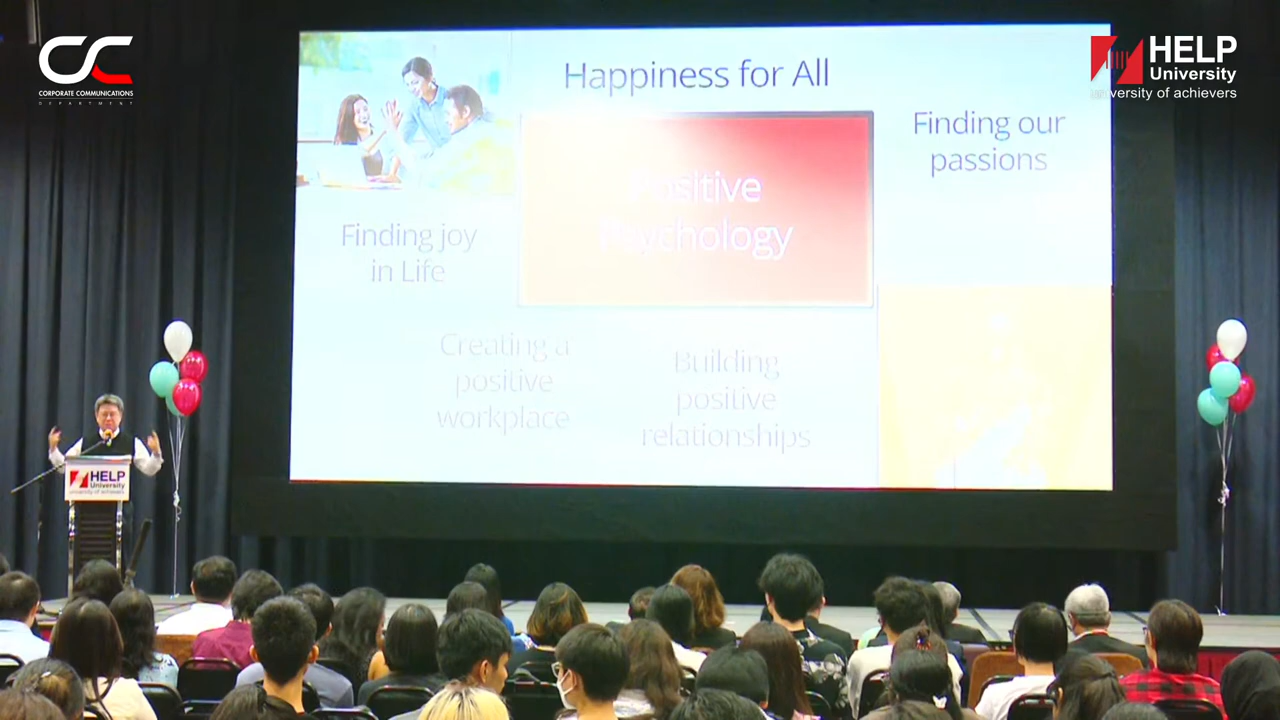 CORPORATE COMMUNICATIONS
DEPARTMENT
HELP
University
university of achievers
Happiness for All
Finding our
passions
Positive
Psychology
Finding joy
in Life
Creating a
positive
workplace
Building
positive
relationships
HELP
University
university of achievers